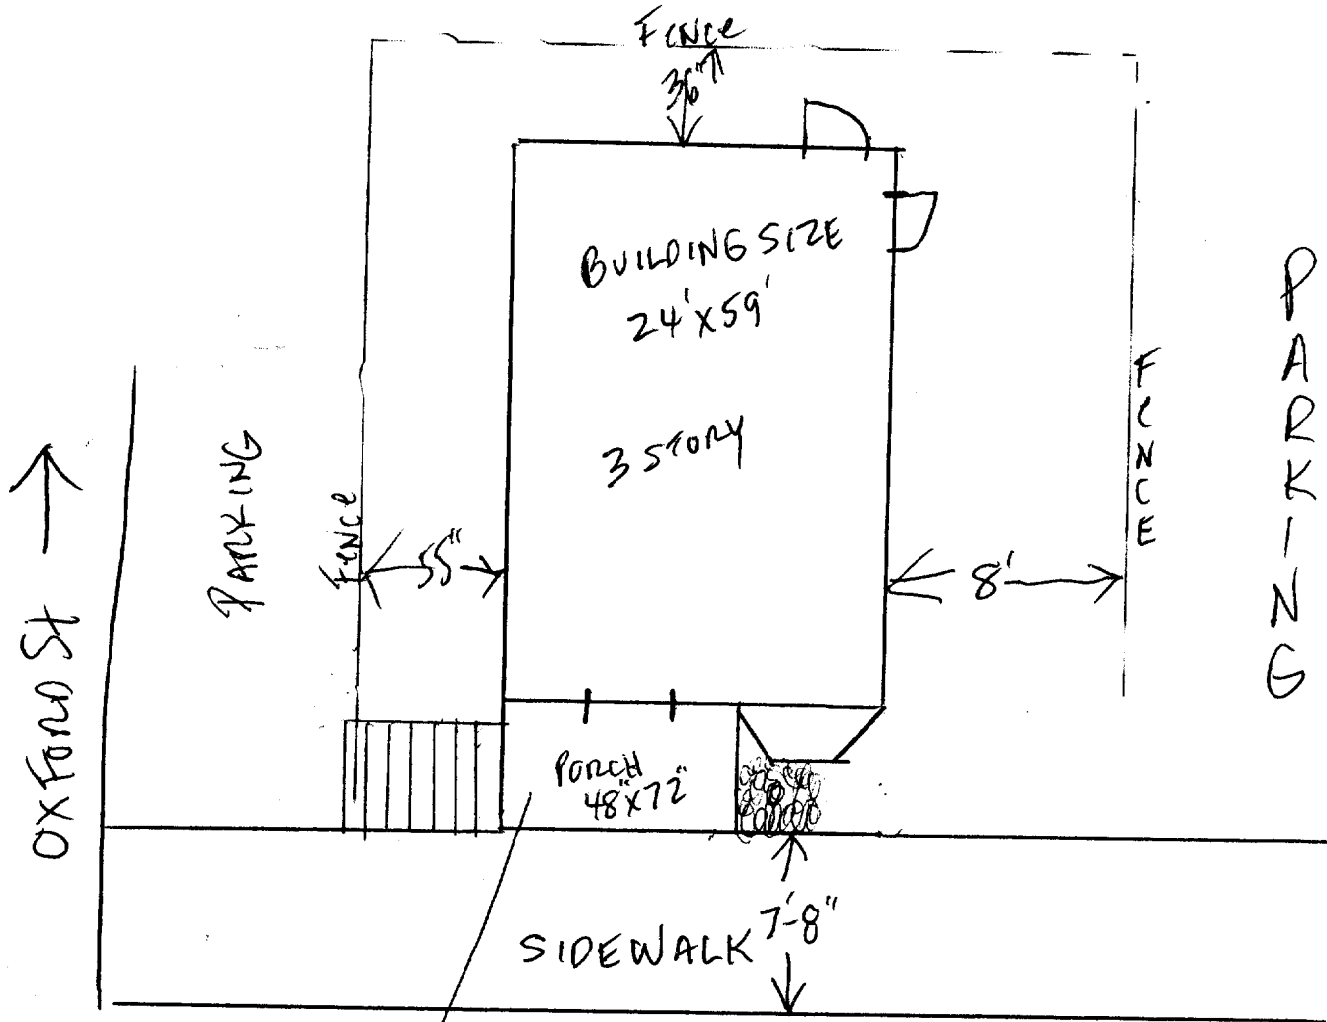 FeNce
36"
BUILDING SIZE
24'x59'
3 STORY
PARKING
FeNce
55"
8'
FeNCE
PARKING
OXFORD St
PORCH
48"x72"
SIDEWALK 7'-8"